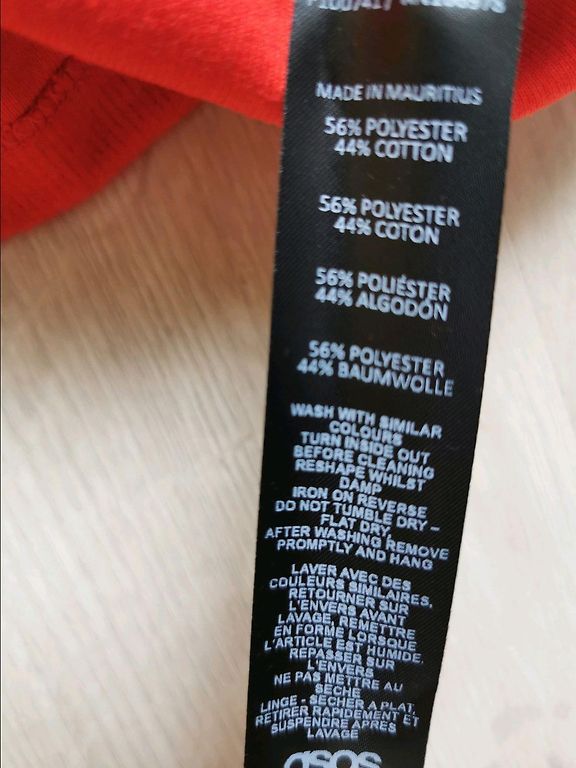 MADE IN MAURITIUS
56% POLYESTER
44% COTTON
56% POLYESTER
44% COTON
56% POLIÉSTER
44% ALGODÓN
56% POLYESTER
44% BAUMWOLLE
WASH WITH SIMILAR
COLOURS
TURN INSIDE OUT
BEFORE CLEANING
RESHAPE WHILST
DAMP
IRON ON REVERSE
DO NOT TUMBLE DRY –
FLAT DRY,
AFTER WASHING REMOVE
PROMPTLY AND HANG
LAVER AVEC DES
COULEURS SIMILAIRES,
RETOURNER SUR
L'ENVERS AVANT
LAVAGE, REMETTRE
EN FORME LORSQUE
L'ARTICLE EST HUMIDE,
REPASSER SUR
L'ENVERS
NE PAS METTRE AU
SÈCHE
LINGE - SÉCHER A PLAT,
RETIRER RAPIDEMENT ET
SUSPENDRE APRÈS
LAVAGE
asos